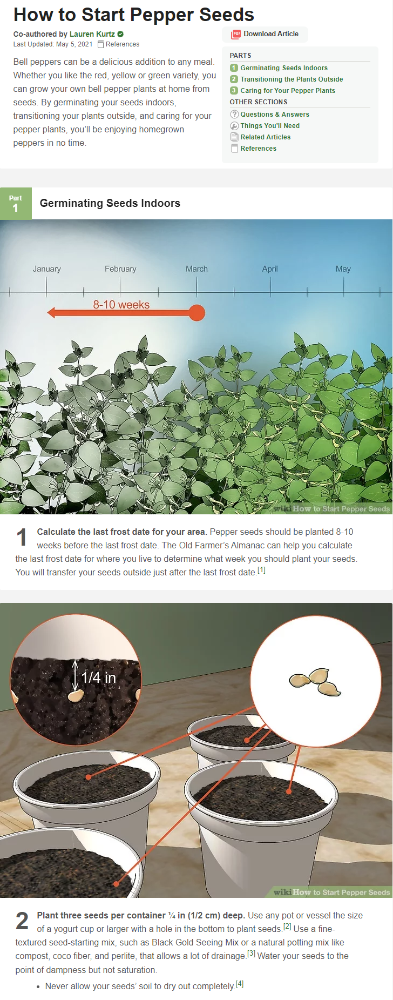 How to Start Pepper Seeds
Co-authored by Lauren Kurtz
Last Updated: May 5, 2021 References
Bell peppers can be a delicious addition to any meal.
Whether you like the red, yellow or green variety, you
can grow your own bell pepper plants at home from
seeds. By germinating your seeds indoors,
transitioning your plants outside, and caring for your
pepper plants, you’ll be enjoying homegrown
peppers in no time.
PDF Download Article
PARTS
1 Germinating Seeds Indoors
2 Transitioning the Plants Outside
3 Caring for Your Pepper Plants
OTHER SECTIONS
? Questions & Answers
Things You'll Need
Related Articles
References
Part
1
Germinating Seeds Indoors
January February March April May
8-10 weeks
wikiHow to Start Pepper Seeds
1 Calculate the last frost date for your area. Pepper seeds should be planted 8-10
weeks before the last frost date. The Old Farmer’s Almanac can help you calculate
the last frost date for where you live to determine what week you should plant your seeds.
You will transfer your seeds outside just after the last frost date.[1]
1/4 in
wikiHow to Start Pepper Seeds
2 Plant three seeds per container ¼ in (1/2 cm) deep. Use any pot or vessel the size
of a yogurt cup or larger with a hole in the bottom to plant seeds.[2] Use a fine-
textured seed-starting mix, such as Black Gold Seeing Mix or a natural potting mix like
compost, coco fiber, and perlite, that allows a lot of drainage.[3] Water your seeds to the
point of dampness but not saturation.
• Never allow your seeds’ soil to dry out completely.[4]